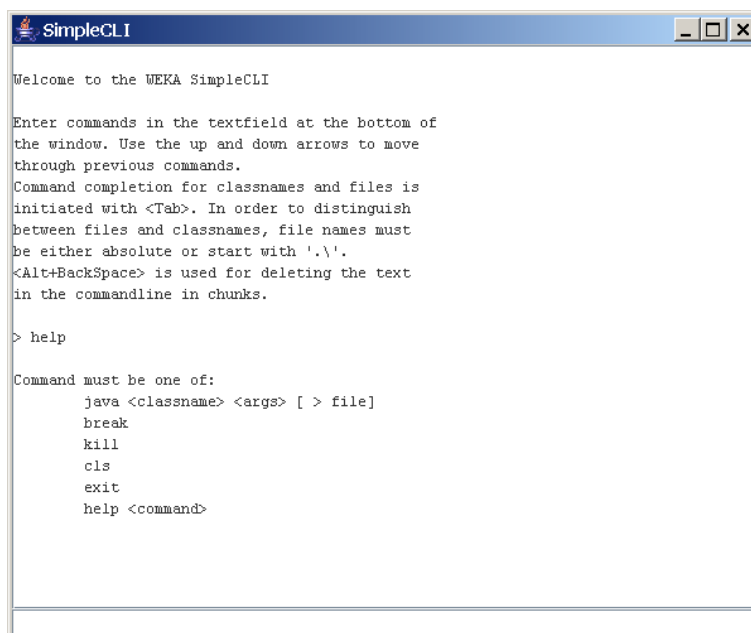 SimpleCLI
Welcome to the WEKA SimpleCLI
Enter commands in the textfield at the bottom of
the window. Use the up and down arrows to move
through previous commands.
Command completion for classnames and files is
initiated with <Tab>. In order to distinguish
between files and classnames, file names must
be either absolute or start with '.\'.
<Alt+BackSpace> is used for deleting the text
in the commandline in chunks.
> help
Command must be one of:
java <classname> <args> [ > file]
break
kill
cls
exit
help <command>